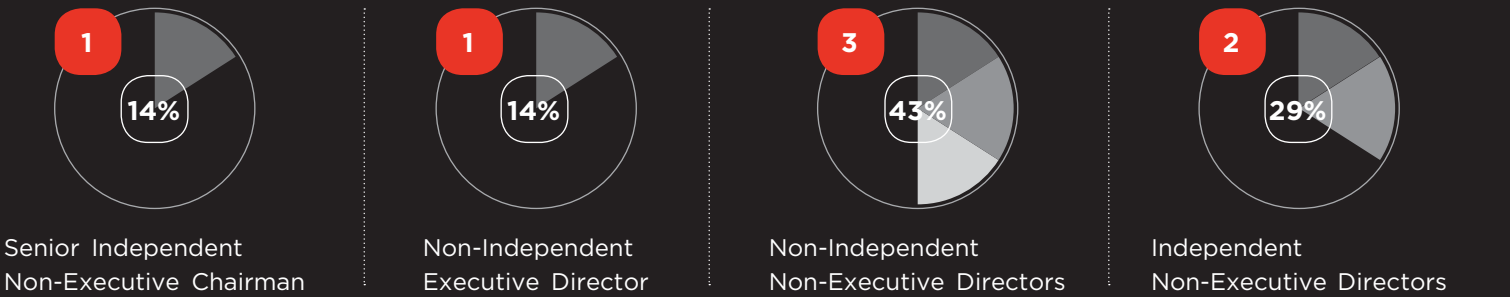 1
14%
Senior Independent
Non-Executive Chairman
1
14%
Non-Independent
Executive Director
3
43%
Non-Independent
Non-Executive Directors
2
29%
Independent
Non-Executive Directors